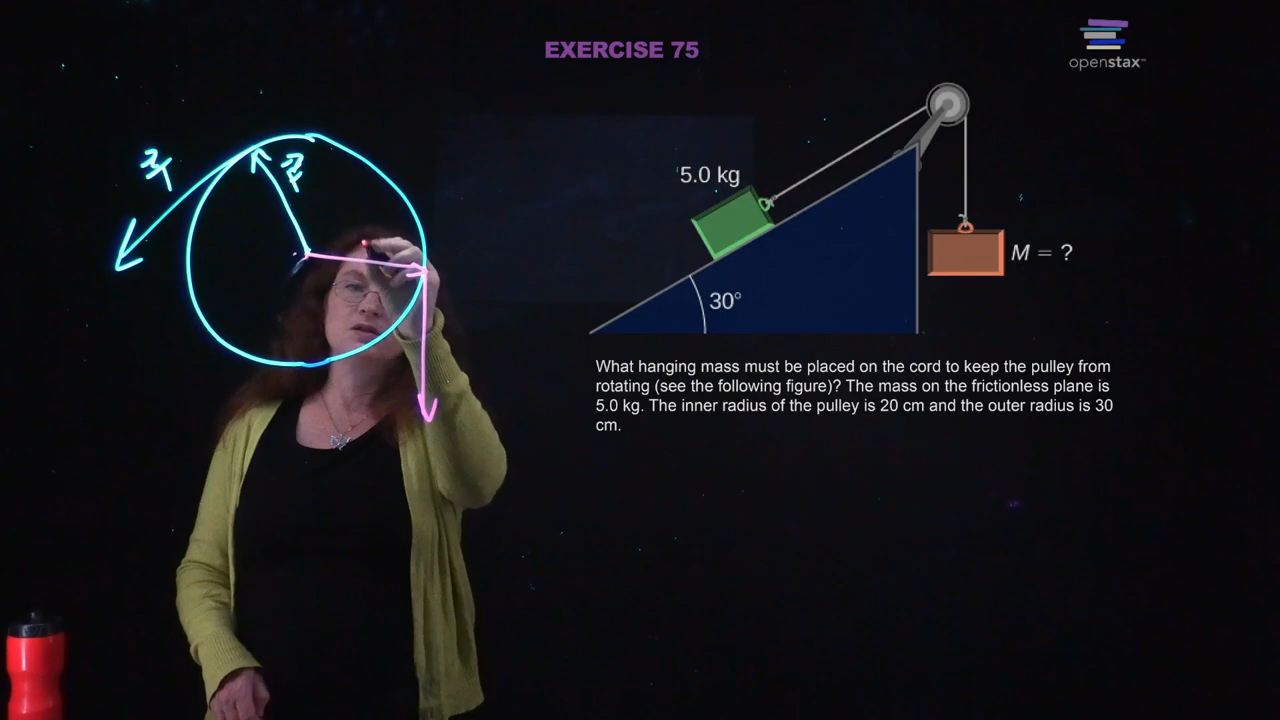 EXERCISE 75
openstax™
5.0 kg
M = ?
30°
What hanging mass must be placed on the cord to keep the pulley from
rotating (see the following figure)? The mass on the frictionless plane is
5.0 kg. The inner radius of the pulley is 20 cm and the outer radius is 30
cm.